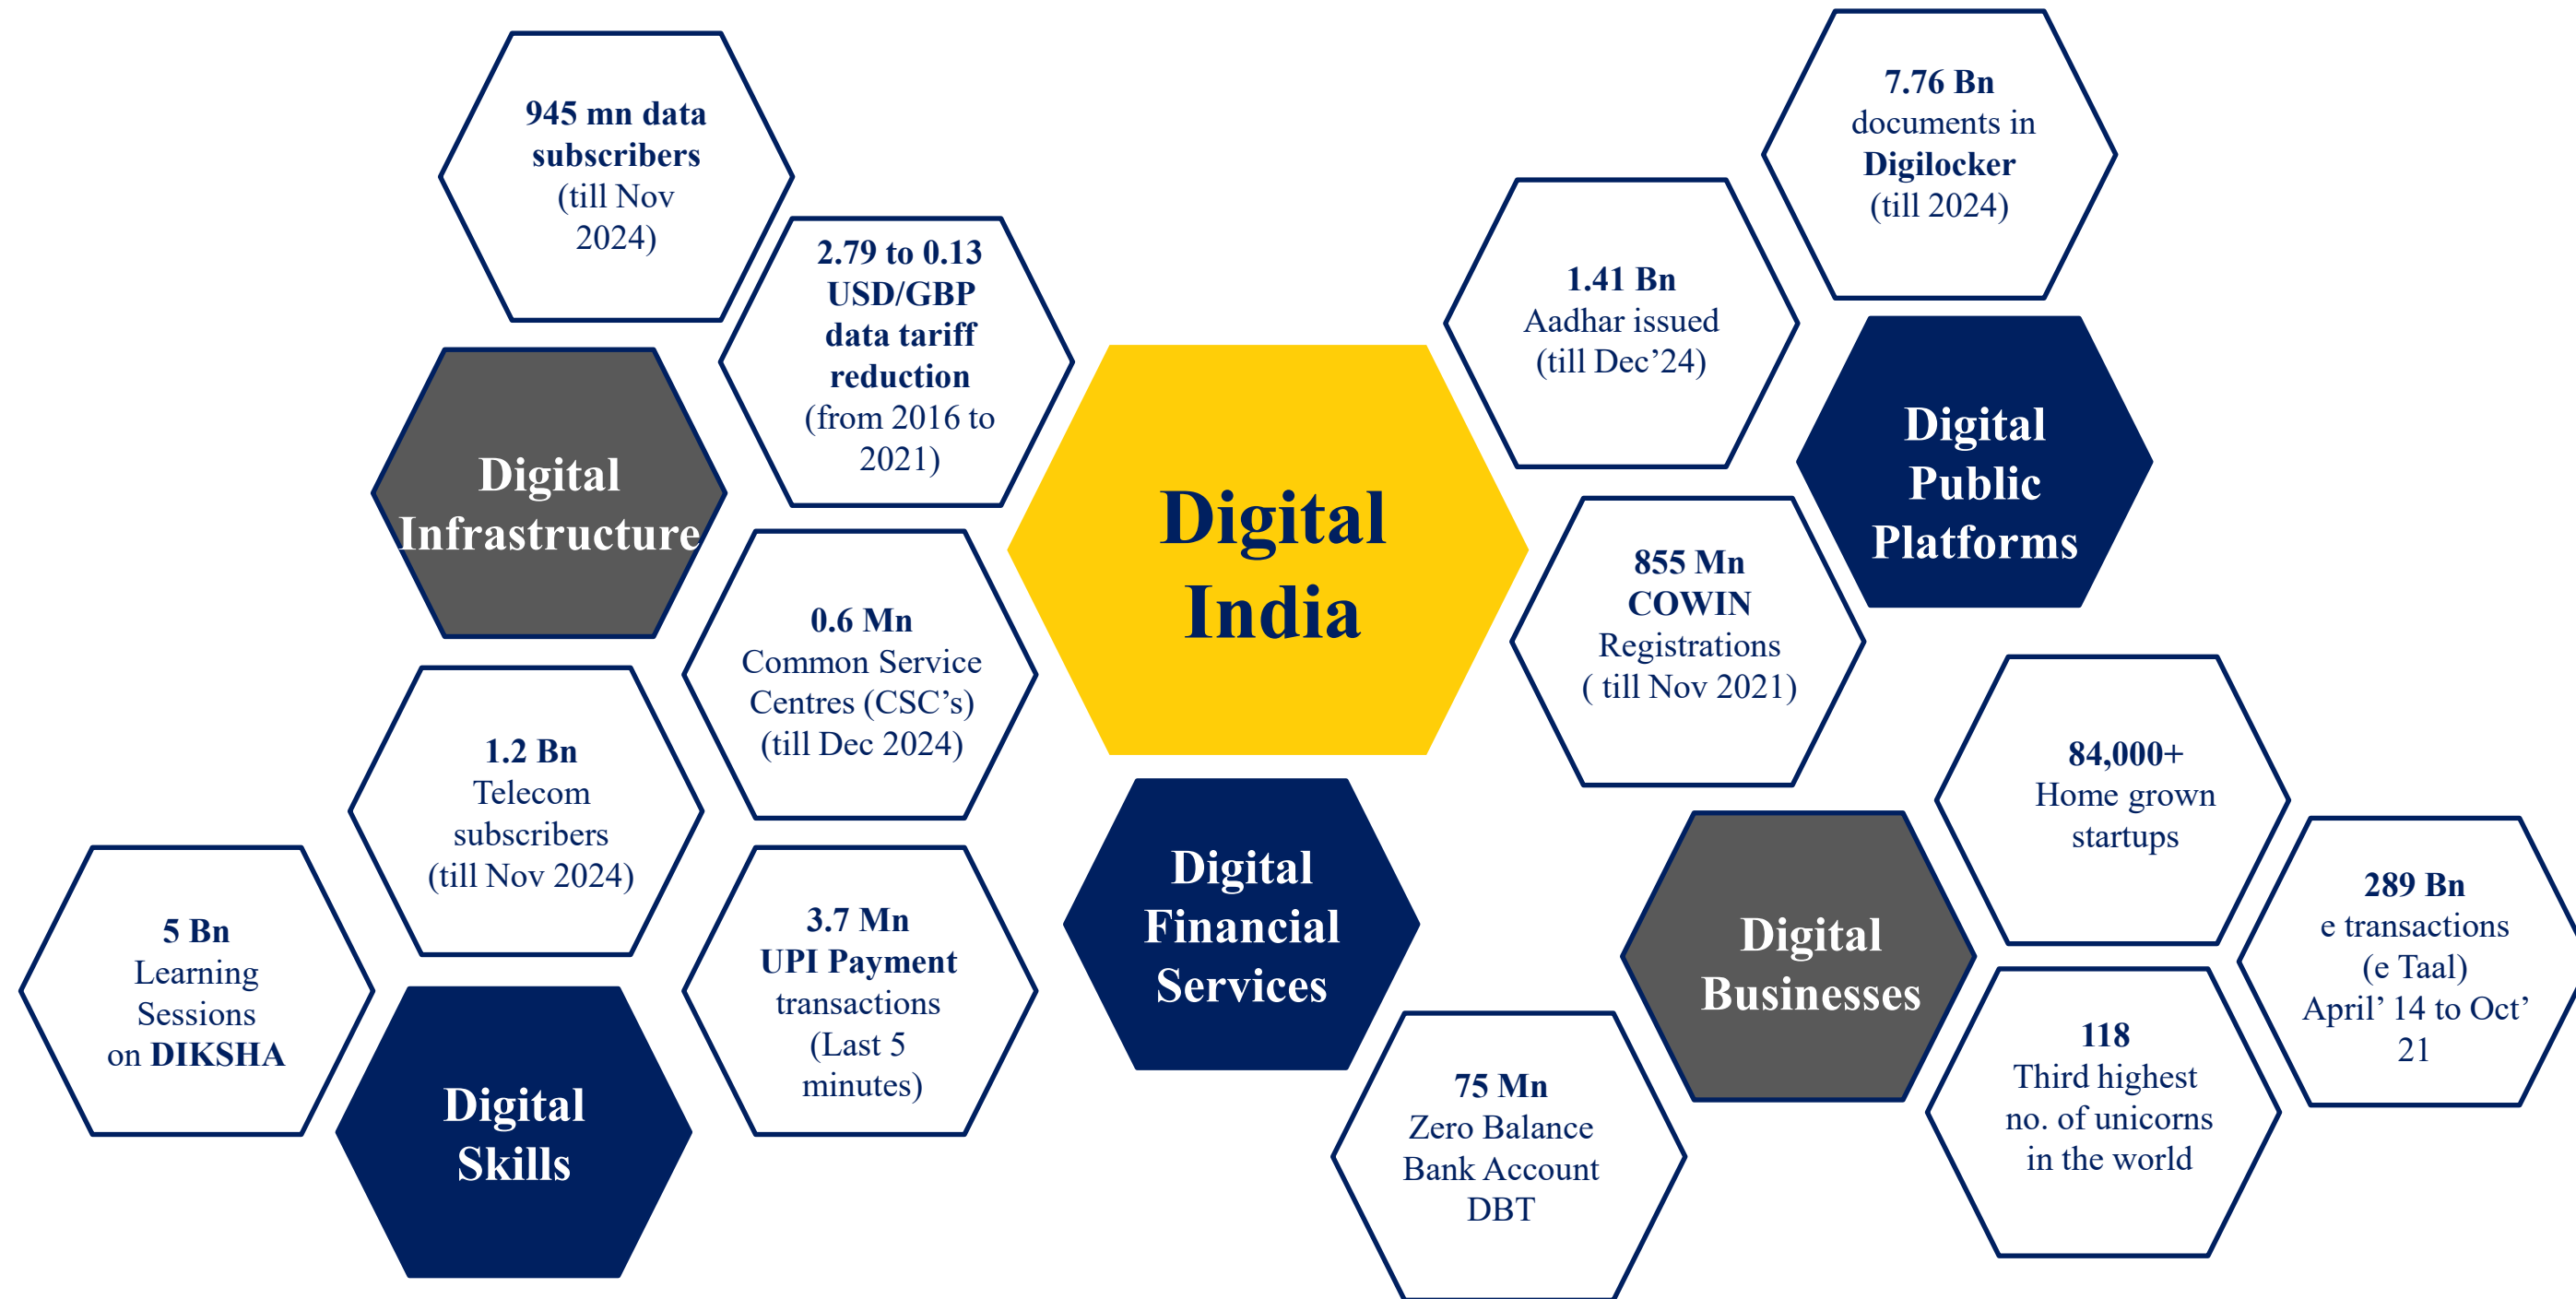 945 mn data
subscribers
(till Nov
2024)
2.79 to 0.13
USD/GBP
data tariff
reduction
(from 2016 to
2021)
Digital
Infrastructure
0.6 Mn
Common Service
Centres (CSC’s)
(till Dec 2024)
1.2 Bn
Telecom
subscribers
(till Nov 2024)
5 Bn
Learning
Sessions
on DIKSHA
Digital
Skills
3.7 Mn
UPI Payment
transactions
(Last 5
minutes)
Digital
India
Digital
Financial
Services
75 Mn
Zero Balance
Bank Account
DBT
7.76 Bn
documents in
Digilocker
(till 2024)
1.41 Bn
Aadhar issued
(till Dec’24)
Digital
Public
Platforms
855 Mn
COWIN
Registrations
( till Nov 2021)
84,000+
Home grown
startups
Digital
Businesses
289 Bn
e transactions
(e Taal)
April’ 14 to Oct’
21
118
Third highest
no. of unicorns
in the world